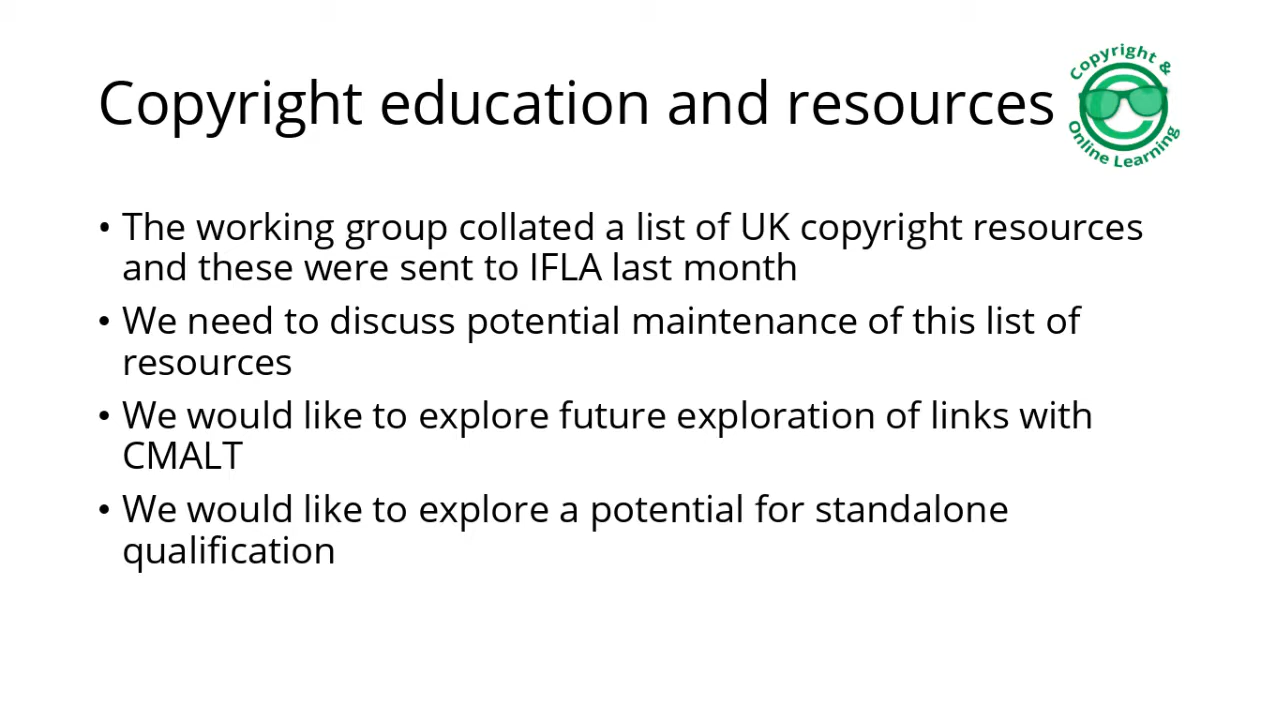 Copyright education and resources
Copyright &
Online Learning
• The working group collated a list of UK copyright resources
and these were sent to IFLA last month
• We need to discuss potential maintenance of this list of
resources
• We would like to explore future exploration of links with
CMALT
• We would like to explore a potential for standalone
qualification